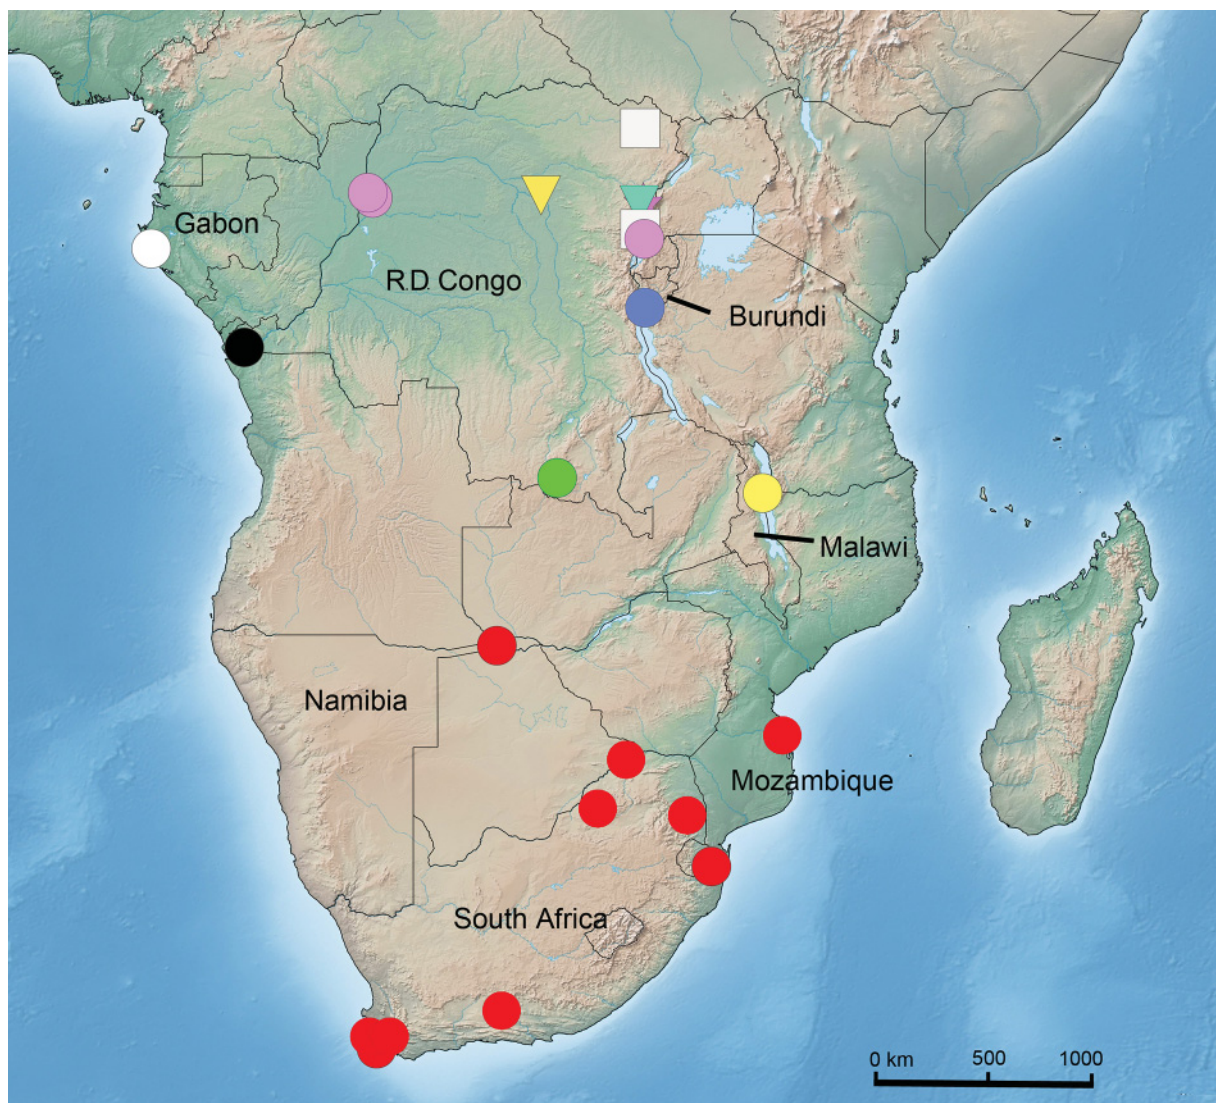 Gabon
R.D. Congo
Burundi
Malawi
Namibia
Mozambique
South Africa
0 km 500 1000